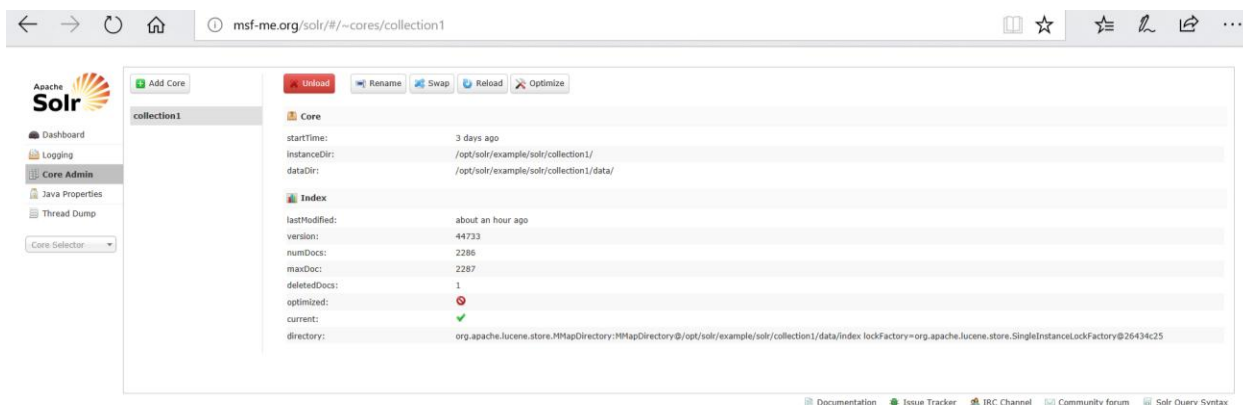 msf-me.org/solr/#/~cores/collection1
Apache
Solr
Dashboard
Logging
Core Admin
Java Properties
Thread Dump
Core Selector
Add Core
collection1
Unload
Rename
Swap
Reload
Optimize
Core
startTime: 3 days ago
instanceDir: /opt/solr/example/solr/collection1/
dataDir: /opt/solr/example/solr/collection1/data/
Index
lastModified: about an hour ago
version: 44733
numDocs: 2286
maxDoc: 2287
deletedDocs: 1
optimized:
current:
directory: org.apache.lucene.store.MMapDirectory:MMapDirectory@/opt/solr/example/solr/collection1/data/index lockFactory=org.apache.lucene.store.SingleInstanceLockFactory@26434c25
Documentation
Issue Tracker
IRC Channel
Community forum
Solr Query Syntax